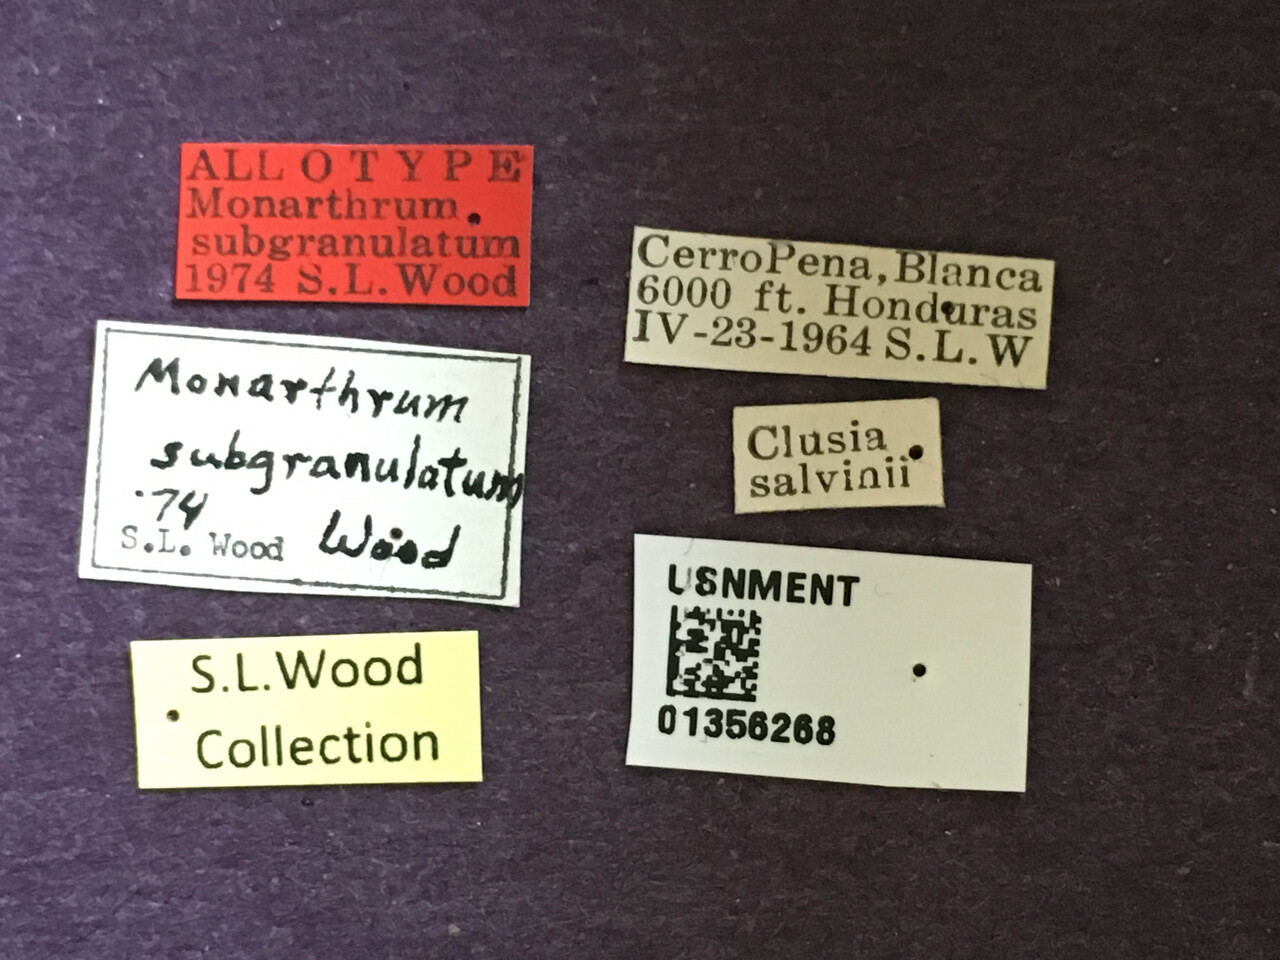 ALLOTYPE
Monarthrum
subgranulatum
1974 S.L.Wood
Monarthrum
subgranulatum
'74
S.L. Wood Wood
S.L.Wood
Collection
CerroPena, Blanca
6000 ft. Honduras
IV-23-1964 S.L.W
Clusia
salvinii
USNMENT
01356268